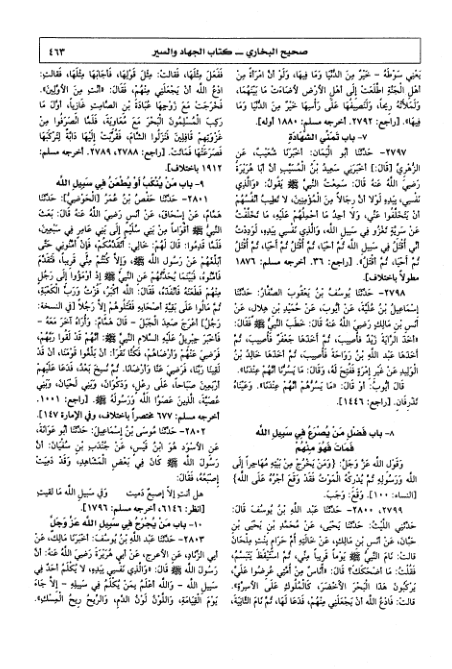 صحيح البخاري ــ كتاب الجهاد والسير
٤٦٣
يَعْنِي سَوْطَهُ - خَيْرٌ مِنَ الدُّنْيَا وَمَا فِيهَا، وَلَوْ أَنَّ امْرَأَةً مِنْ
أَهْلِ الْجَنَّةِ اطَّلَعَتْ إِلَى أَهْلِ الأَرْضِ لأَضَاءَتْ مَا بَيْنَهُمَا،
وَلَمَلأَتْهُ رِيحًا، وَلَنَصِيفُهَا عَلَى رَأْسِهَا خَيْرٌ مِنَ الدُّنْيَا وَمَا
فِيهَا». [راجع: ٢٧٩٢. أخرجه مسلم: ١٨٨٠ أوله].
٧- باب تَمَنِّي الشَّهَادَةِ
٢٧٩٧- حَدَّثَنَا أَبُو الْيَمَانِ: أَخْبَرَنَا شُعَيْبٌ، عَنِ
الزُّهْرِيِّ قَالَ: أَخْبَرَنِي سَعِيدُ بْنُ الْمُسَيَّبِ أَنَّ أَبَا هُرَيْرَةَ
رَضِيَ اللَّهُ عَنْهُ قَالَ: سَمِعْتُ النَّبِيَّ ﷺ يَقُولُ: «وَالَّذِي
نَفْسِي بِيَدِهِ لَوْلا أَنَّ رِجَالاً مِنَ الْمُؤْمِنِينَ، لا تَطِيبُ أَنْفُسُهُمْ
أَنْ يَتَخَلَّفُوا عَنِّي، وَلا أَجِدُ مَا أَحْمِلُهُمْ عَلَيْهِ، مَا تَخَلَّفْتُ
عَنْ سَرِيَّةٍ تَغْزُو فِي سَبِيلِ اللَّهِ، وَالَّذِي نَفْسِي بِيَدِهِ، لَوَدِدْتُ
أَنِّي أُقْتَلُ فِي سَبِيلِ اللَّهِ ثُمَّ أُحْيَا، ثُمَّ أُقْتَلُ ثُمَّ أُحْيَا، ثُمَّ أُقْتَلُ
ثُمَّ أُحْيَا، ثُمَّ أُقْتَلُ». [راجع: ٣٦. أخرجه مسلم: ١٨٧٦
مطولاً باختلاف].
٢٧٩٨- حَدَّثَنَا يُوسُفُ بْنُ يَعْقُوبَ الصَّفَّارُ: حَدَّثَنَا
إِسْمَاعِيلُ بْنُ عُلَيَّةَ، عَنْ أَيُّوبَ، عَنْ حُمَيْدِ بْنِ هِلالٍ، عَنْ
أَنَسِ بْنِ مَالِكٍ رَضِيَ اللَّهُ عَنْهُ قَالَ: خَطَبَ النَّبِيُّ ﷺ فَقَالَ:
«أَخَذَ الرَّايَةَ زَيْدٌ فَأُصِيبَ، ثُمَّ أَخَذَهَا جَعْفَرٌ فَأُصِيبَ، ثُمَّ
أَخَذَهَا عَبْدُ اللَّهِ بْنُ رَوَاحَةَ فَأُصِيبَ، ثُمَّ أَخَذَهَا خَالِدُ بْنُ
الْوَلِيدِ عَنْ غَيْرِ إِمْرَةٍ فَفُتِحَ لَهُ، وَقَالَ: مَا يَسُرُّنَا أَنَّهُمْ عِنْدَنَا».
قَالَ أَيُّوبُ: أَوْ قَالَ: «مَا يَسُرُّهُمْ أَنَّهُمْ عِنْدَنَا». وَعَيْنَاهُ
تَذْرِفَانِ. [راجع: ١٢٤٦].
٨- باب فَضْلِ مَنْ يُصْرَعُ فِي سَبِيلِ اللَّهِ
فَمَاتَ فَهُوَ مِنْهُمْ
وَقَوْلِ اللَّهِ عَزَّ وَجَلَّ: {وَمَنْ يَخْرُجْ مِنْ بَيْتِهِ مُهَاجِراً إِلَى
اللَّهِ وَرَسُولِهِ ثُمَّ يُدْرِكْهُ الْمَوْتُ فَقَدْ وَقَعَ أَجْرُهُ عَلَى اللَّهِ}
[النساء: ١٠٠]. وَقَعَ: وَجَبَ.
٢٧٩٩، ٢٨٠٠- حَدَّثَنَا عَبْدُ اللَّهِ بْنُ يُوسُفَ قَالَ:
حَدَّثَنِي اللَّيْثُ: حَدَّثَنَا يَحْيَى، عَنْ مُحَمَّدِ بْنِ يَحْيَى بْنِ
حَبَّانَ، عَنْ أَنَسِ بْنِ مَالِكٍ، عَنْ خَالَتِهِ أُمِّ حَرَامٍ بِنْتِ مِلْحَانَ
قَالَتْ: نَامَ النَّبِيُّ ﷺ يَوْماً قَرِيباً مِنِّي، ثُمَّ اسْتَيْقَظَ يَتَبَسَّمُ،
فَقُلْتُ: مَا أَضْحَكَكَ؟ قَالَ: «أُنَاسٌ مِنْ أُمَّتِي عُرِضُوا عَلَيَّ،
يَرْكَبُونَ هَذَا الْبَحْرَ الأَخْضَرَ، كَالْمُلُوكِ عَلَى الأَسِرَّةِ».
قَالَتْ: فَادْعُ اللَّهَ أَنْ يَجْعَلَنِي مِنْهُمْ، فَدَعَا لَهَا، ثُمَّ نَامَ الثَّانِيَةَ،
فَفَعَلَ مِثْلَهَا، فَقَالَتْ: مِثْلَ قَوْلِهَا، فَأَجَابَهَا مِثْلَهَا، فَقَالَتِ:
ادْعُ اللَّهَ أَنْ يَجْعَلَنِي مِنْهُمْ، فَقَالَ: «أَنْتِ مِنَ الأَوَّلِينَ».
فَخَرَجَتْ مَعَ زَوْجِهَا عُبَادَةَ بْنِ الصَّامِتِ غَازِياً، أَوَّلَ مَا
رَكِبَ الْمُسْلِمُونَ الْبَحْرَ مَعَ مُعَاوِيَةَ، فَلَمَّا انْصَرَفُوا مِنْ
غَزْوِهِمْ قَافِلِينَ فَنَزَلُوا الشَّامَ، فَقُرِّبَتْ إِلَيْهَا دَابَّةٌ لِتَرْكَبَهَا
فَصَرَعَتْهَا فَمَاتَتْ. [راجع: ٢٧٨٨، ٢٧٨٩. أخرجه مسلم:
١٩١٢ باختلاف].
٩- باب مَنْ يُنْكَبُ أَوْ يُطْعَنُ فِي سَبِيلِ اللَّهِ
٢٨٠١- حَدَّثَنَا حَفْصُ بْنُ عُمَرَ [الْحَوْضِيُّ]: حَدَّثَنَا
هَمَّامٌ، عَنْ إِسْحَاقَ، عَنْ أَنَسٍ رَضِيَ اللَّهُ عَنْهُ قَالَ: بَعَثَ
النَّبِيُّ ﷺ أَقْوَاماً مِنْ بَنِي سُلَيْمٍ إِلَى بَنِي عَامِرٍ فِي سَبْعِينَ،
فَلَمَّا قَدِمُوا: قَالَ لَهُمْ: خَالِي: أَتَقَدَّمُكُمْ، فَإِنْ أَمَّنُونِي حَتَّى
أُبَلِّغَهُمْ عَنْ رَسُولِ اللَّهِ ﷺ، وَإِلاَّ كُنْتُمْ مِنِّي قَرِيباً، فَتَقَدَّمَ
فَأَمَّنُوهُ، فَبَيْنَمَا يُحَدِّثُهُمْ عَنِ النَّبِيِّ ﷺ إِذْ أَوْمَؤُوا إِلَى رَجُلٍ
مِنْهُمْ فَطَعَنَهُ فَأَنْفَذَهُ، فَقَالَ: اللَّهُ أَكْبَرُ، فُزْتُ وَرَبِّ الْكَعْبَةِ،
ثُمَّ مَالُوا عَلَى بَقِيَّةِ أَصْحَابِهِ فَقَتَلُوهُمْ إِلاَّ رَجُلاً [فِي النسخة:
رَجُلٌ] أَعْرَجُ صَعِدَ الْجَبَلَ - قَالَ هَمَّامٌ: وَأُرَاهُ آخَرَ مَعَهُ -
فَأَخْبَرَ جِبْرِيلُ عَلَيْهِ السَّلام النَّبِيَّ ﷺ: أَنَّهُمْ قَدْ لَقُوا رَبَّهُمْ،
فَرَضِيَ عَنْهُمْ وَأَرْضَاهُمْ، فَكُنَّا نَقْرَأُ: أَنْ بَلِّغُوا قَوْمَنَا، أَنْ قَدْ
لَقِينَا رَبَّنَا، فَرَضِيَ عَنَّا وَأَرْضَانَا. ثُمَّ نُسِخَ بَعْدُ، فَدَعَا عَلَيْهِمْ
أَرْبَعِينَ صَبَاحاً، عَلَى رِعْلٍ، وَذَكْوَانَ، وَبَنِي لَحْيَانَ، وَبَنِي
عُصَيَّةَ، الَّذِينَ عَصَوُا اللَّهَ وَرَسُولَهُ ﷺ. [راجع: ١٠٠١.
أخرجه مسلم: ٦٧٧ مختصراً باختلاف، وفي الإمارة ١٤٧].
٢٨٠٢- حَدَّثَنَا مُوسَى بْنُ إِسْمَاعِيلَ: حَدَّثَنَا أَبُو عَوَانَةَ،
عَنِ الأَسْوَدِ هُوَ ابْنُ قَيْسٍ، عَنْ جُنْدَبِ بْنِ سُفْيَانَ: أَنَّ
رَسُولَ اللَّهِ ﷺ كَانَ فِي بَعْضِ الْمَشَاهِدِ، وَقَدْ دَمِيَتْ
إِصْبَعُهُ، فَقَالَ:
هَلْ أَنْتِ إِلاَّ إِصْبَعٌ دَمِيتِ وَفِي سَبِيلِ اللَّهِ مَا لَقِيتِ
[انظر: ٦١٤٦، أخرجه مسلم: ١٧٩٦].
١٠- باب مَنْ يُجْرَحُ فِي سَبِيلِ اللَّهِ عَزَّ وَجَلَّ
٢٨٠٣- حَدَّثَنَا عَبْدُ اللَّهِ بْنُ يُوسُفَ: أَخْبَرَنَا مَالِكٌ، عَنْ
أَبِي الزِّنَادِ، عَنِ الأَعْرَجِ، عَنْ أَبِي هُرَيْرَةَ رَضِيَ اللَّهُ عَنْهُ: أَنَّ
رَسُولَ اللَّهِ ﷺ قَالَ: «وَالَّذِي نَفْسِي بِيَدِهِ، لا يُكْلَمُ أَحَدٌ فِي
سَبِيلِ اللَّهِ - وَاللَّهُ أَعْلَمُ بِمَنْ يُكْلَمُ فِي سَبِيلِهِ - إِلاَّ جَاءَ
يَوْمَ الْقِيَامَةِ، وَاللَّوْنُ لَوْنُ الدَّمِ، وَالرِّيحُ رِيحُ الْمِسْكِ».